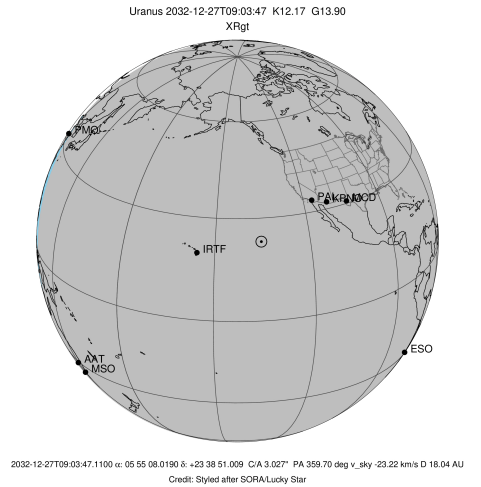 Uranus 2032-12-27T09:03:47 K12.17 G13.90
XRgt
PMO
PAL KPNO MCD
IRTF
ESO
AAT
MSO
2032-12-27T09:03:47.1100 α: 05 55 08.0190 δ: +23 38 51.009 C/A 3.027" PA 359.70 deg v_sky -23.22 km/s D 18.04 AU
Credit: Styled after SORA/Lucky Star